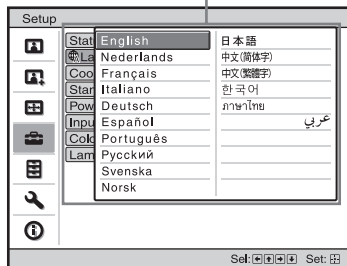 Setup
Stat
La
Coo
Star
Pow
Inpu
Colo
Lam
English
Nederlands
Français
Italiano
Deutsch
Español
Português
Русский
Svenska
Norsk
日本語
中文(简体字)
中文(繁體字)
한국어
ภาษาไทย
عربي
Sel: Set: